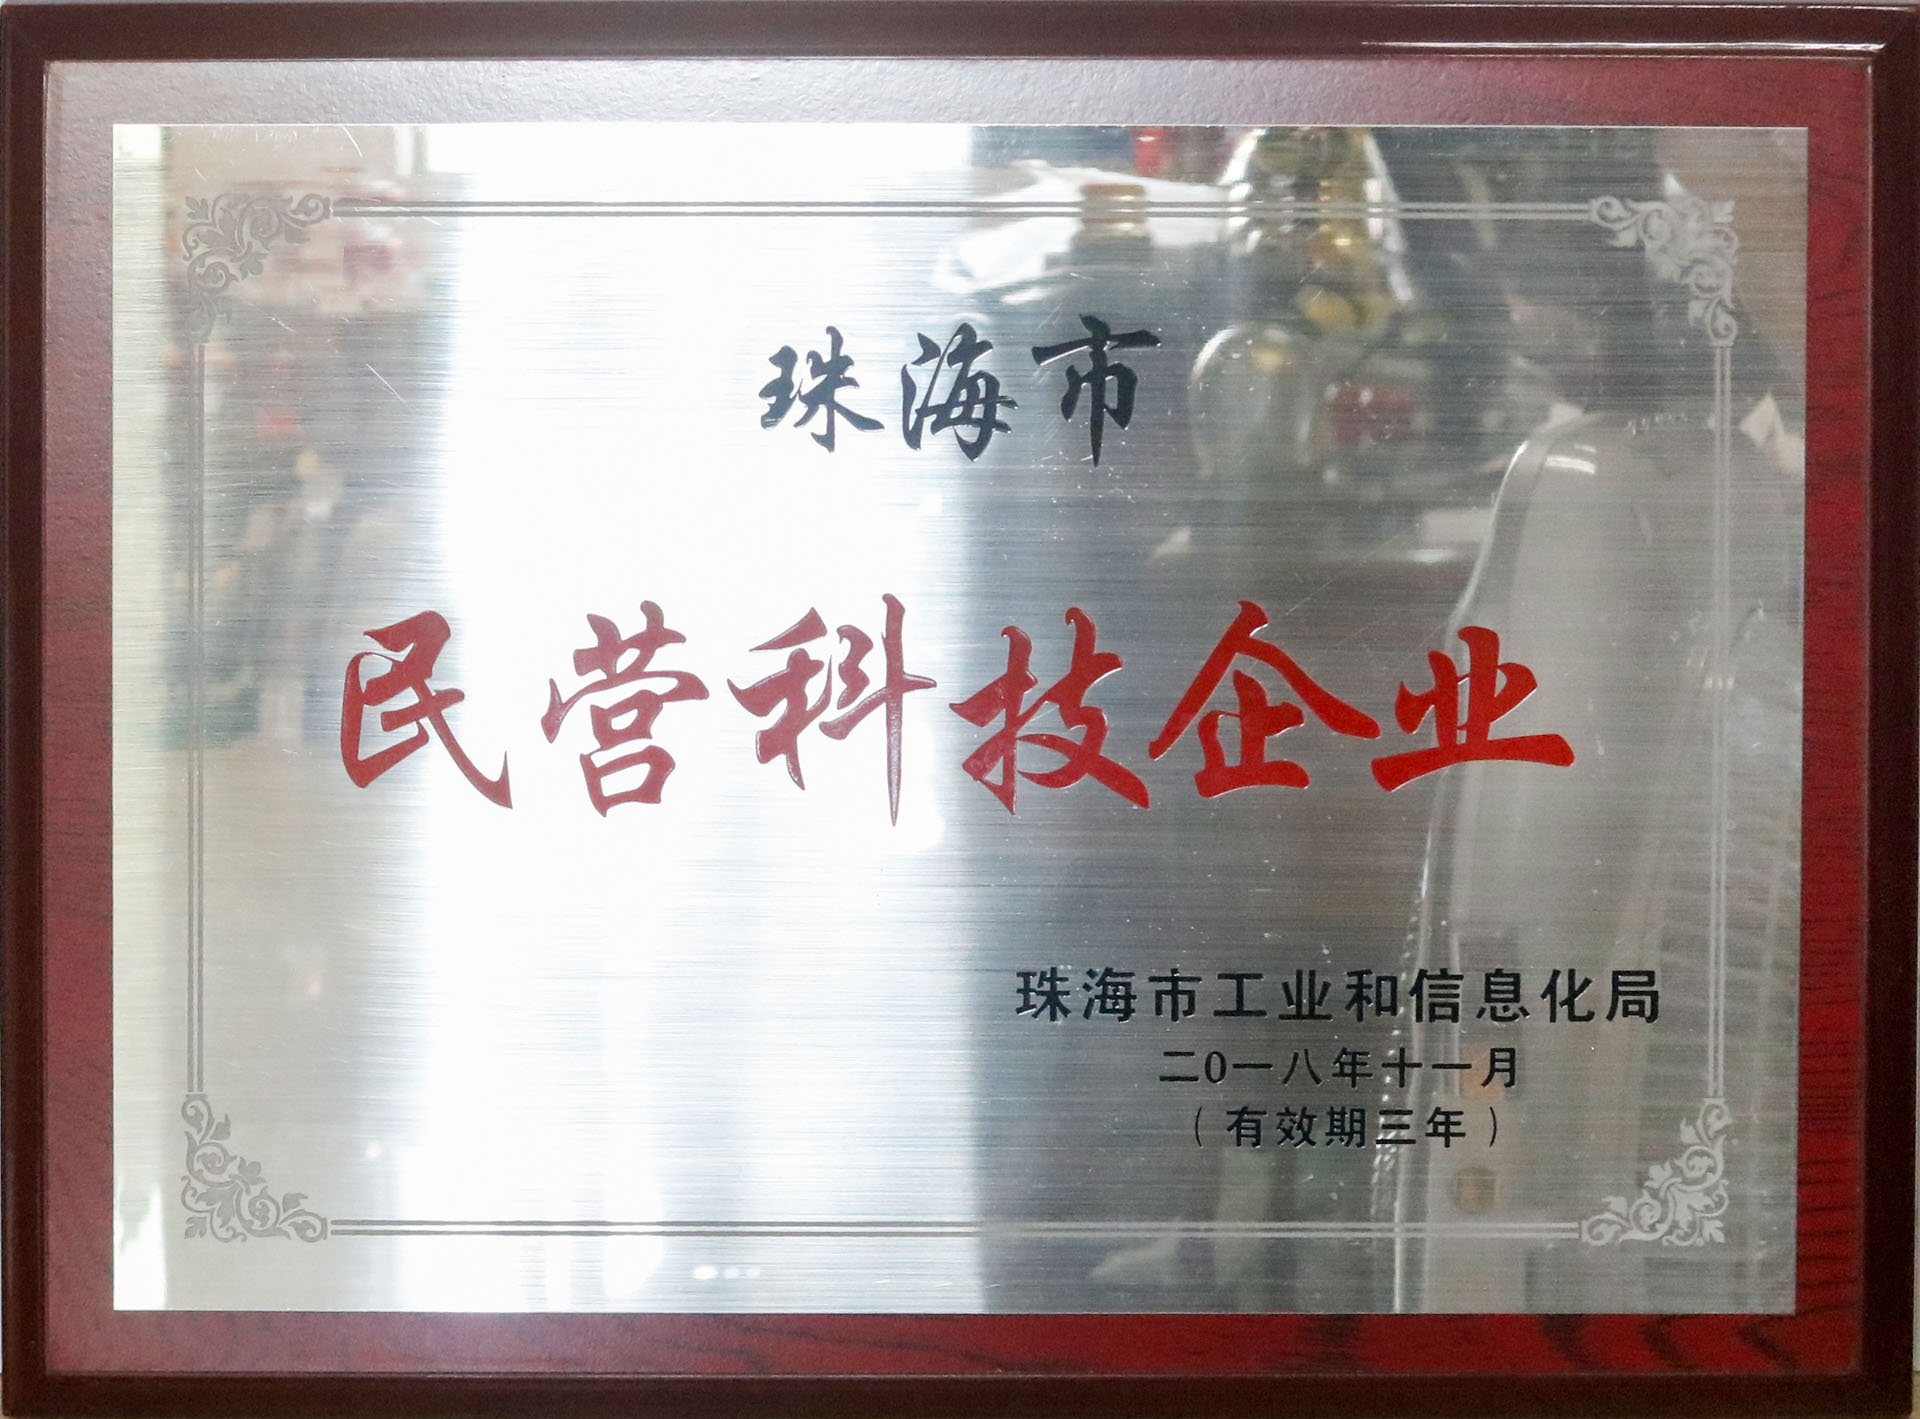 珠海市
民营科技企业
珠海市工业和信息化局
二0一八年十一月
（有效期三年）